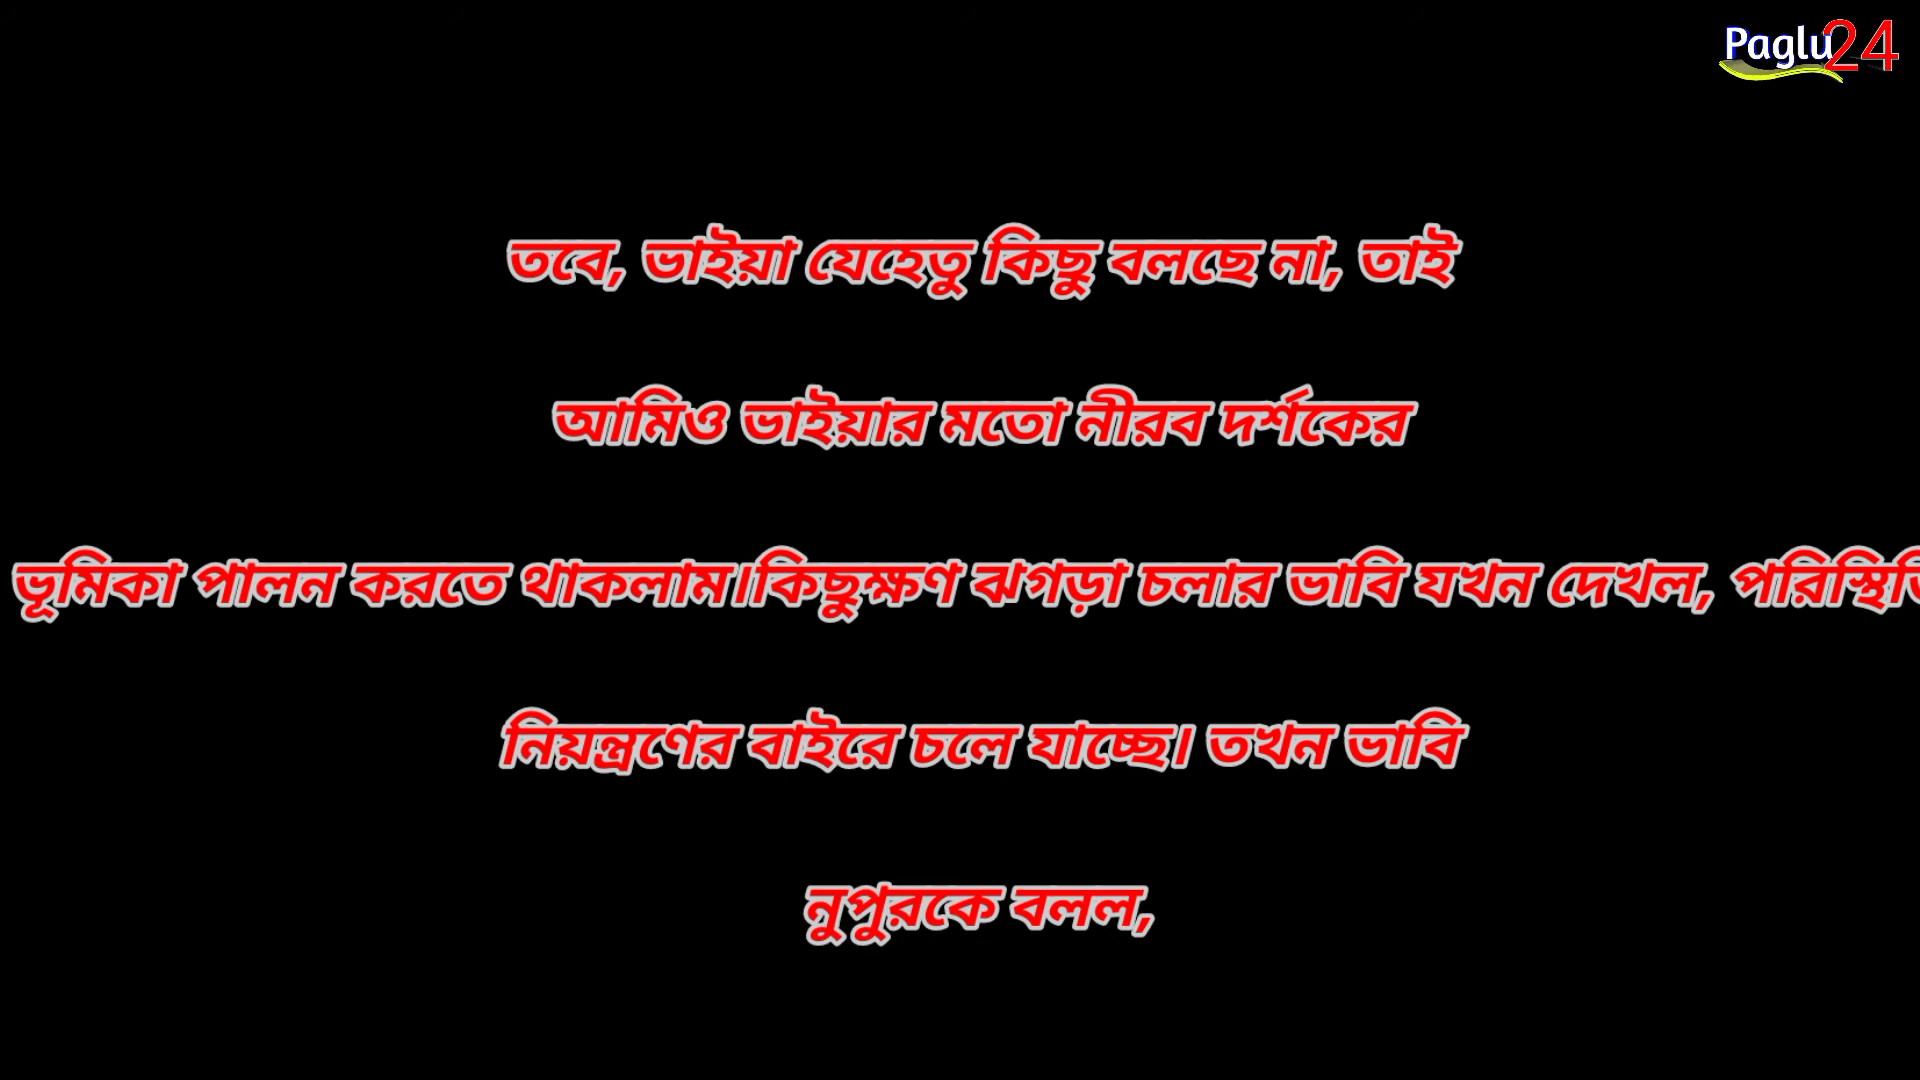 Paglu24
তবে, ভাইয়া যেহেতু কিছু বলছে না, তাই
আমিও ভাইয়ার মতো নীরব দর্শকের
ভূমিকা পালন করতে থাকলাম।কিছুক্ষণ ঝগড়া চলার ভাবি যখন দেখল, পরিস্থিতি
নিয়ন্ত্রণের বাইরে চলে যাচ্ছে। তখন ভাবি
নুপুরকে বলল,